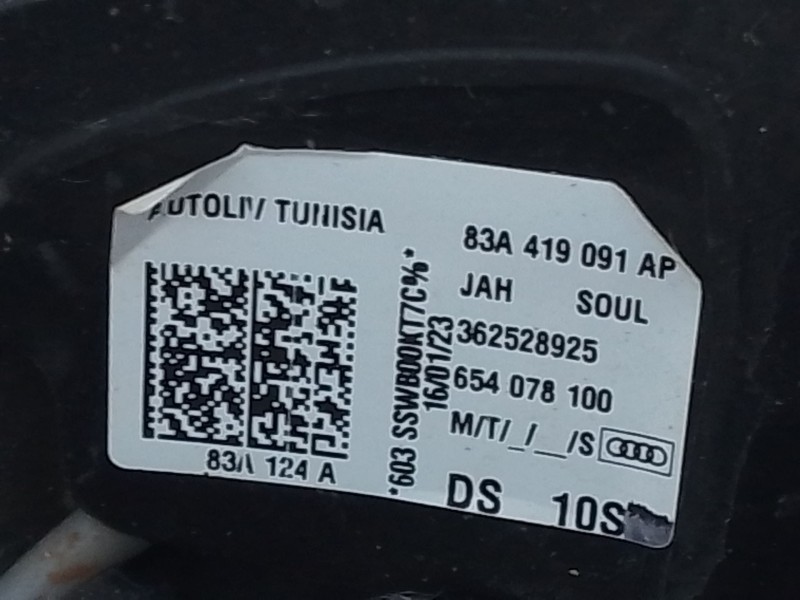 AUTOLIV TUNISIA
83A 419 091 AP
JAH SOUL
362528925
654 078 100
M/T/_/__/S
DS 10S
*603 SSWB00KT7C%*
16/01/23
83A 124 A